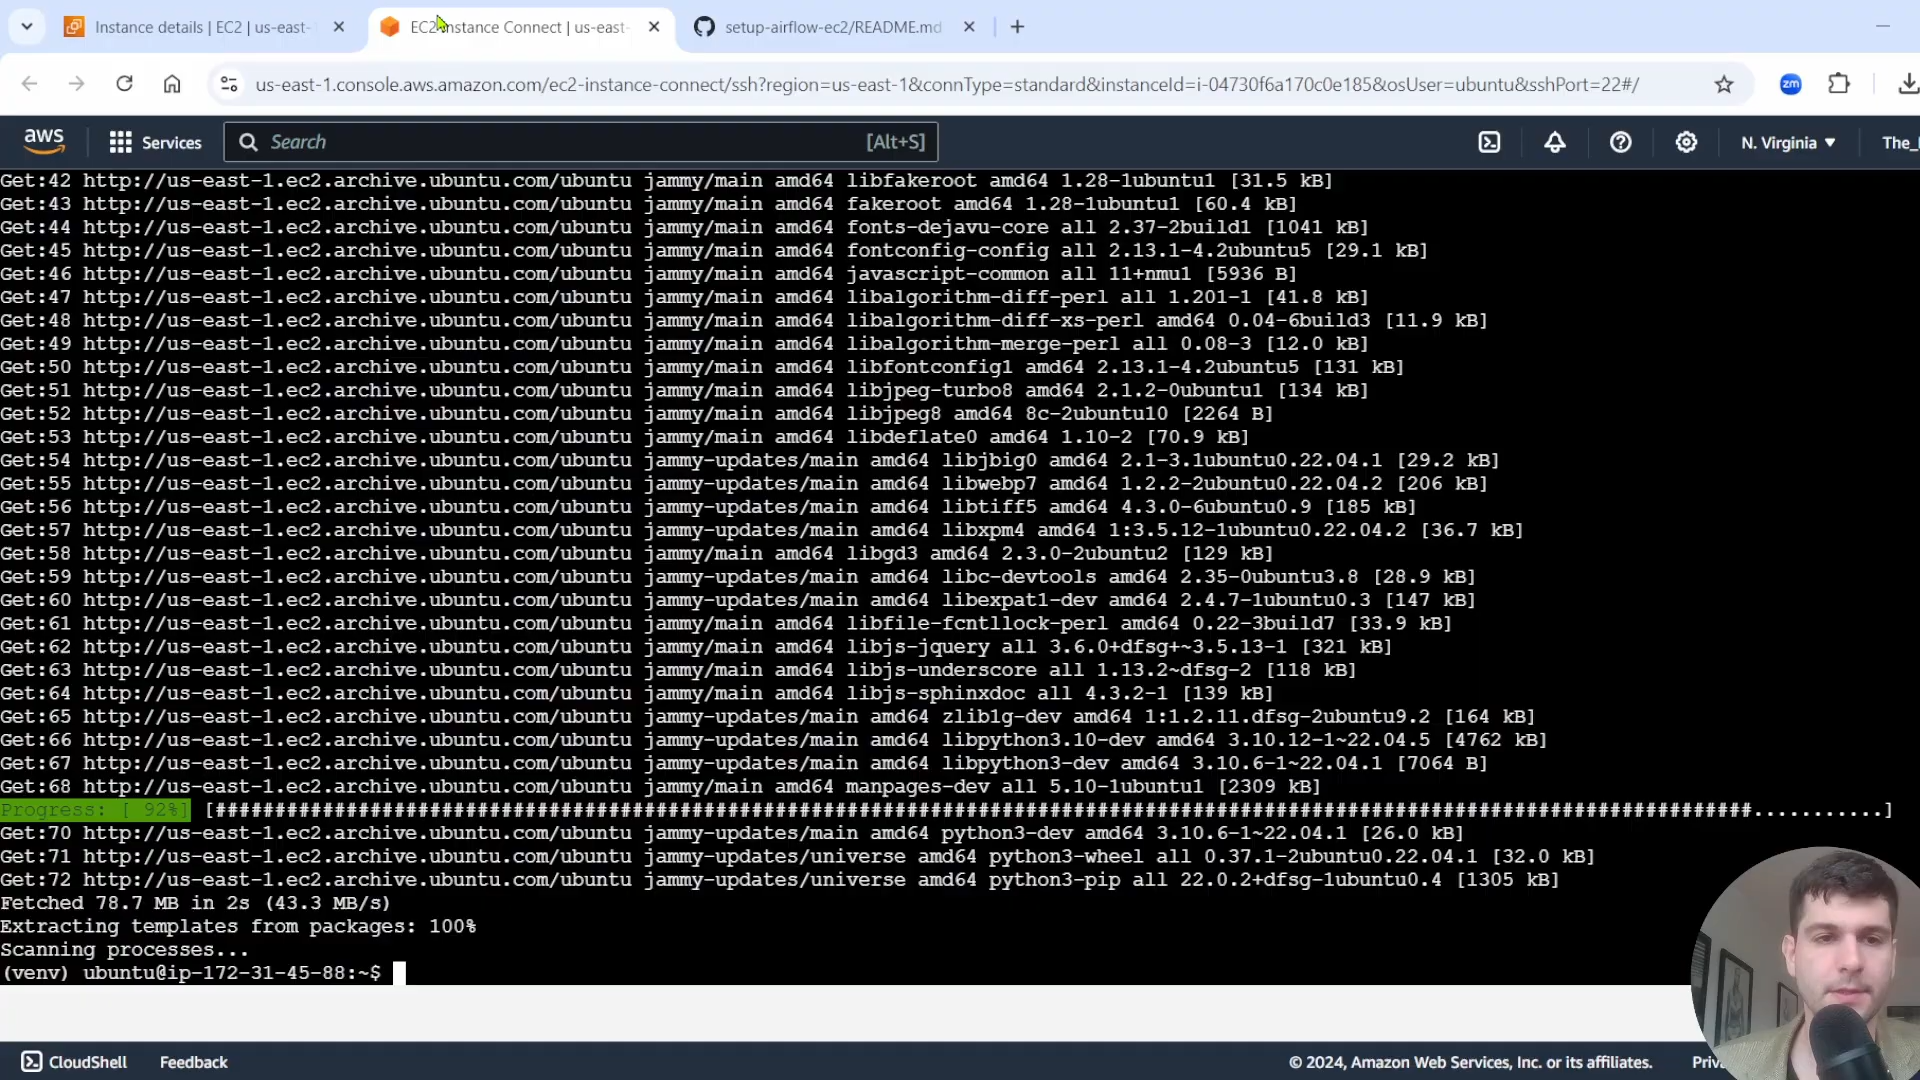 Instance details | EC2 | us-east-
EC2 Instance Connect | us-east-
setup-airflow-ec2/README.md
us-east-1.console.aws.amazon.com/ec2-instance-connect/ssh?region=us-east-1&connType=standard&instanceId=i-04730f6a170c0e185&osUser=ubuntu&sshPort=22#/
zm
aws
Services
Search
[Alt+S]
N. Virginia
The_
Get:42 http://us-east-1.ec2.archive.ubuntu.com/ubuntu jammy/main amd64 libfakeroot amd64 1.28-1ubuntu1 [31.5 kB]
Get:43 http://us-east-1.ec2.archive.ubuntu.com/ubuntu jammy/main amd64 fakeroot amd64 1.28-1ubuntu1 [60.4 kB]
Get:44 http://us-east-1.ec2.archive.ubuntu.com/ubuntu jammy/main amd64 fonts-dejavu-core all 2.37-2build1 [1041 kB]
Get:45 http://us-east-1.ec2.archive.ubuntu.com/ubuntu jammy/main amd64 fontconfig-config all 2.13.1-4.2ubuntu5 [29.1 kB]
Get:46 http://us-east-1.ec2.archive.ubuntu.com/ubuntu jammy/main amd64 javascript-common all 11+nmu1 [5936 B]
Get:47 http://us-east-1.ec2.archive.ubuntu.com/ubuntu jammy/main amd64 libalgorithm-diff-perl all 1.201-1 [41.8 kB]
Get:48 http://us-east-1.ec2.archive.ubuntu.com/ubuntu jammy/main amd64 libalgorithm-diff-xs-perl amd64 0.04-6build3 [11.9 kB]
Get:49 http://us-east-1.ec2.archive.ubuntu.com/ubuntu jammy/main amd64 libalgorithm-merge-perl all 0.08-3 [12.0 kB]
Get:50 http://us-east-1.ec2.archive.ubuntu.com/ubuntu jammy/main amd64 libfontconfig1 amd64 2.13.1-4.2ubuntu5 [131 kB]
Get:51 http://us-east-1.ec2.archive.ubuntu.com/ubuntu jammy/main amd64 libjpeg-turbo8 amd64 2.1.2-0ubuntu1 [134 kB]
Get:52 http://us-east-1.ec2.archive.ubuntu.com/ubuntu jammy/main amd64 libjpeg8 amd64 8c-2ubuntu10 [2264 B]
Get:53 http://us-east-1.ec2.archive.ubuntu.com/ubuntu jammy/main amd64 libdeflate0 amd64 1.10-2 [70.9 kB]
Get:54 http://us-east-1.ec2.archive.ubuntu.com/ubuntu jammy-updates/main amd64 libjbig0 amd64 2.1-3.1ubuntu0.22.04.1 [29.2 kB]
Get:55 http://us-east-1.ec2.archive.ubuntu.com/ubuntu jammy-updates/main amd64 libwebp7 amd64 1.2.2-2ubuntu0.22.04.2 [206 kB]
Get:56 http://us-east-1.ec2.archive.ubuntu.com/ubuntu jammy-updates/main amd64 libtiff5 amd64 4.3.0-6ubuntu0.9 [185 kB]
Get:57 http://us-east-1.ec2.archive.ubuntu.com/ubuntu jammy-updates/main amd64 libxpm4 amd64 1:3.5.12-1ubuntu0.22.04.2 [36.7 kB]
Get:58 http://us-east-1.ec2.archive.ubuntu.com/ubuntu jammy/main amd64 libgd3 amd64 2.3.0-2ubuntu2 [129 kB]
Get:59 http://us-east-1.ec2.archive.ubuntu.com/ubuntu jammy-updates/main amd64 libc-devtools amd64 2.35-0ubuntu3.8 [28.9 kB]
Get:60 http://us-east-1.ec2.archive.ubuntu.com/ubuntu jammy-updates/main amd64 libexpat1-dev amd64 2.4.7-1ubuntu0.3 [147 kB]
Get:61 http://us-east-1.ec2.archive.ubuntu.com/ubuntu jammy/main amd64 libfile-fcntllock-perl amd64 0.22-3build7 [33.9 kB]
Get:62 http://us-east-1.ec2.archive.ubuntu.com/ubuntu jammy/main amd64 libjs-jquery all 3.6.0+dfsg+~3.5.13-1 [321 kB]
Get:63 http://us-east-1.ec2.archive.ubuntu.com/ubuntu jammy/main amd64 libjs-underscore all 1.13.2~dfsg-2 [118 kB]
Get:64 http://us-east-1.ec2.archive.ubuntu.com/ubuntu jammy/main amd64 libjs-sphinxdoc all 4.3.2-1 [139 kB]
Get:65 http://us-east-1.ec2.archive.ubuntu.com/ubuntu jammy-updates/main amd64 zlib1g-dev amd64 1:1.2.11.dfsg-2ubuntu9.2 [164 kB]
Get:66 http://us-east-1.ec2.archive.ubuntu.com/ubuntu jammy-updates/main amd64 libpython3.10-dev amd64 3.10.12-1~22.04.5 [4762 kB]
Get:67 http://us-east-1.ec2.archive.ubuntu.com/ubuntu jammy-updates/main amd64 libpython3-dev amd64 3.10.6-1~22.04.1 [7064 B]
Get:68 http://us-east-1.ec2.archive.ubuntu.com/ubuntu jammy/main amd64 manpages-dev all 5.10-1ubuntu1 [2309 kB]
Progress: [ 92%] [#################################################################################################################################...........]
Get:70 http://us-east-1.ec2.archive.ubuntu.com/ubuntu jammy-updates/main amd64 python3-dev amd64 3.10.6-1~22.04.1 [26.0 kB]
Get:71 http://us-east-1.ec2.archive.ubuntu.com/ubuntu jammy-updates/universe amd64 python3-wheel all 0.37.1-2ubuntu0.22.04.1 [32.0 kB]
Get:72 http://us-east-1.ec2.archive.ubuntu.com/ubuntu jammy-updates/universe amd64 python3-pip all 22.0.2+dfsg-1ubuntu0.4 [1305 kB]
Fetched 78.7 MB in 2s (43.3 MB/s)
Extracting templates from packages: 100%
Scanning processes...
(venv) ubuntu@ip-172-31-45-88:~$
CloudShell
Feedback
© 2024, Amazon Web Services, Inc. or its affiliates.